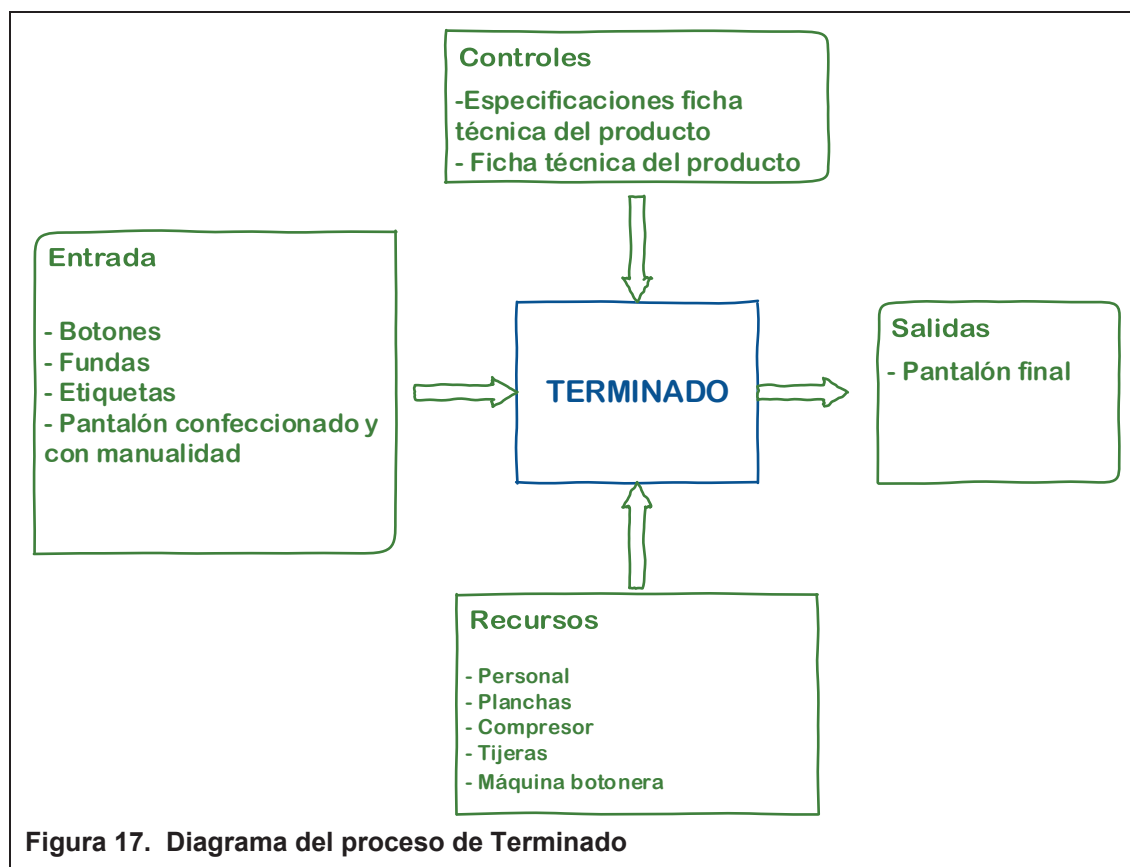 Controles
-Especificaciones ficha
técnica del producto
- Ficha técnica del producto
Entrada
- Botones
- Fundas
- Etiquetas
- Pantalón confeccionado y
con manualidad
TERMINADO
Salidas
- Pantalón final
Recursos
- Personal
- Planchas
- Compresor
- Tijeras
- Máquina botonera
Figura 17. Diagrama del proceso de Terminado